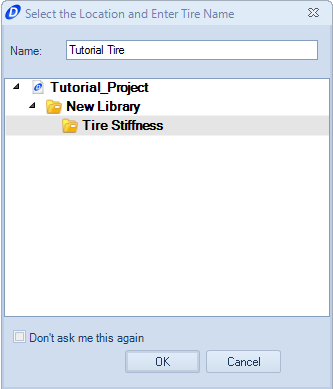 Select the Location and Enter Tire Name
Name: Tutorial Tire
Tutorial_Project
New Library
Tire Stiffness
Don't ask me this again
OK Cancel